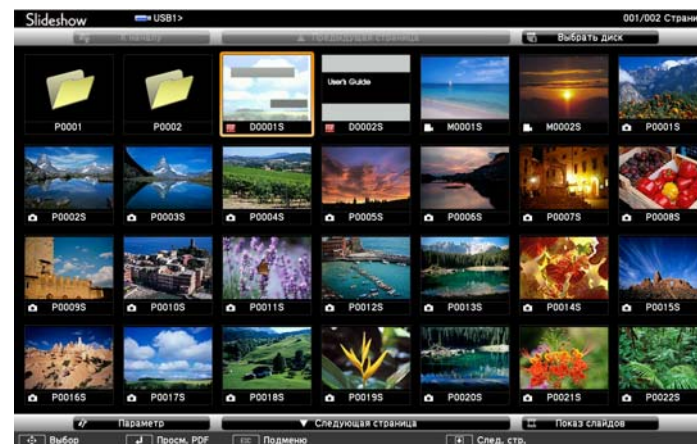 Slideshow USB1> 001/002 Страни
К началу ▲ Предыдущая страница Выбрать диск
User's Guide
P0001 P0002 D0001S D0002S M0001S M0002S P0001S
P0002S P0003S P0004S P0005S P0006S P0007S P0008S
P0009S P0010S P0011S P0012S P0013S P0014S P0015S
P0016S P0017S P0018S P0019S P0020S P0021S P0022S
Параметр ▼ Следующая страница Показ слайдов
Выбор Просм. PDF ESC Подменю След. стр.